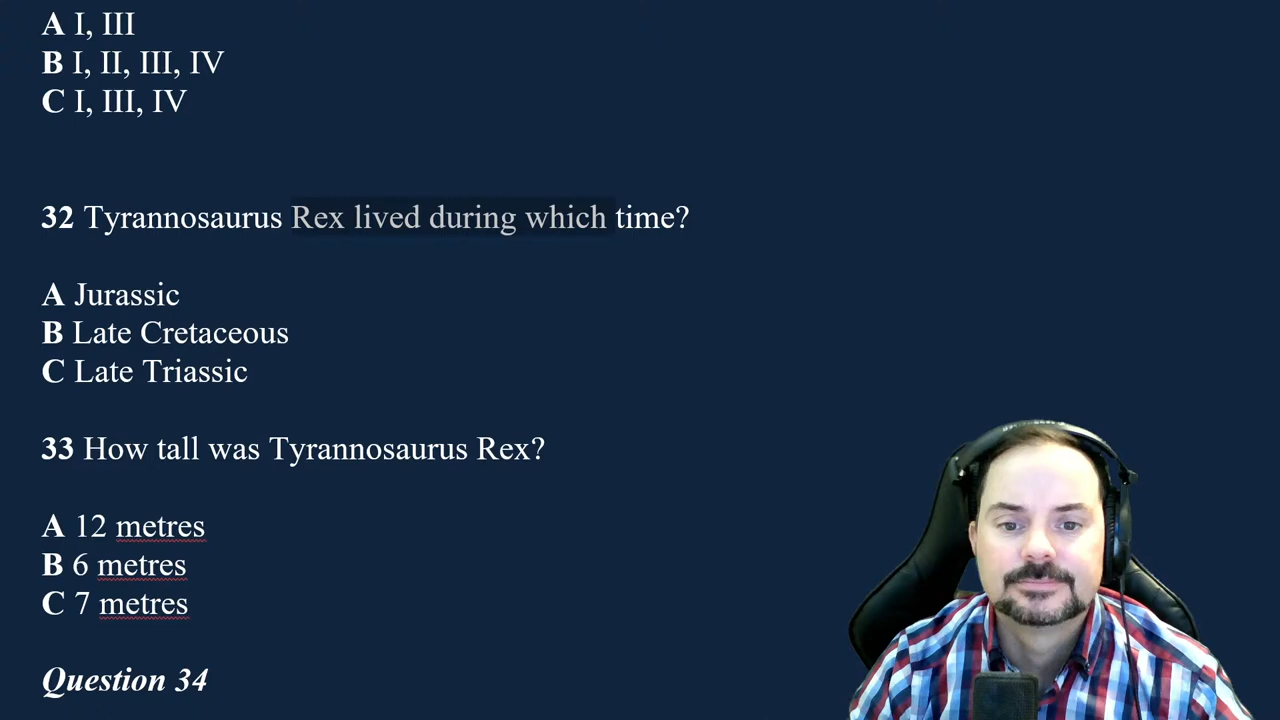 A I, III
B I, II, III, IV
C I, III, IV
32 Tyrannosaurus Rex lived during which time?
A Jurassic
B Late Cretaceous
C Late Triassic
33 How tall was Tyrannosaurus Rex?
A 12 metres
B 6 metres
C 7 metres
Question 34